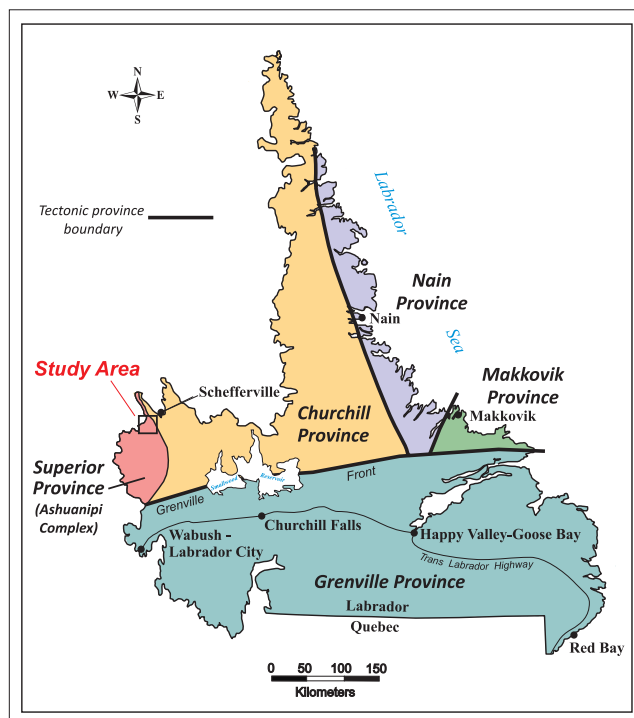 N
W E
S
Tectonic province
boundary
Labrador
Sea
Nain
Province
Nain
Study Area
Schefferville
Makkovik
Province
Makkovik
Churchill
Province
Superior
Province
(Ashuanipi
Complex)
Smallwood Reservoir
Grenville Front
Wabush -
Labrador City
Churchill Falls
Happy Valley-Goose Bay
Trans Labrador Highway
Grenville Province
Labrador
Quebec
Red Bay
0 50 100 150
Kilometers